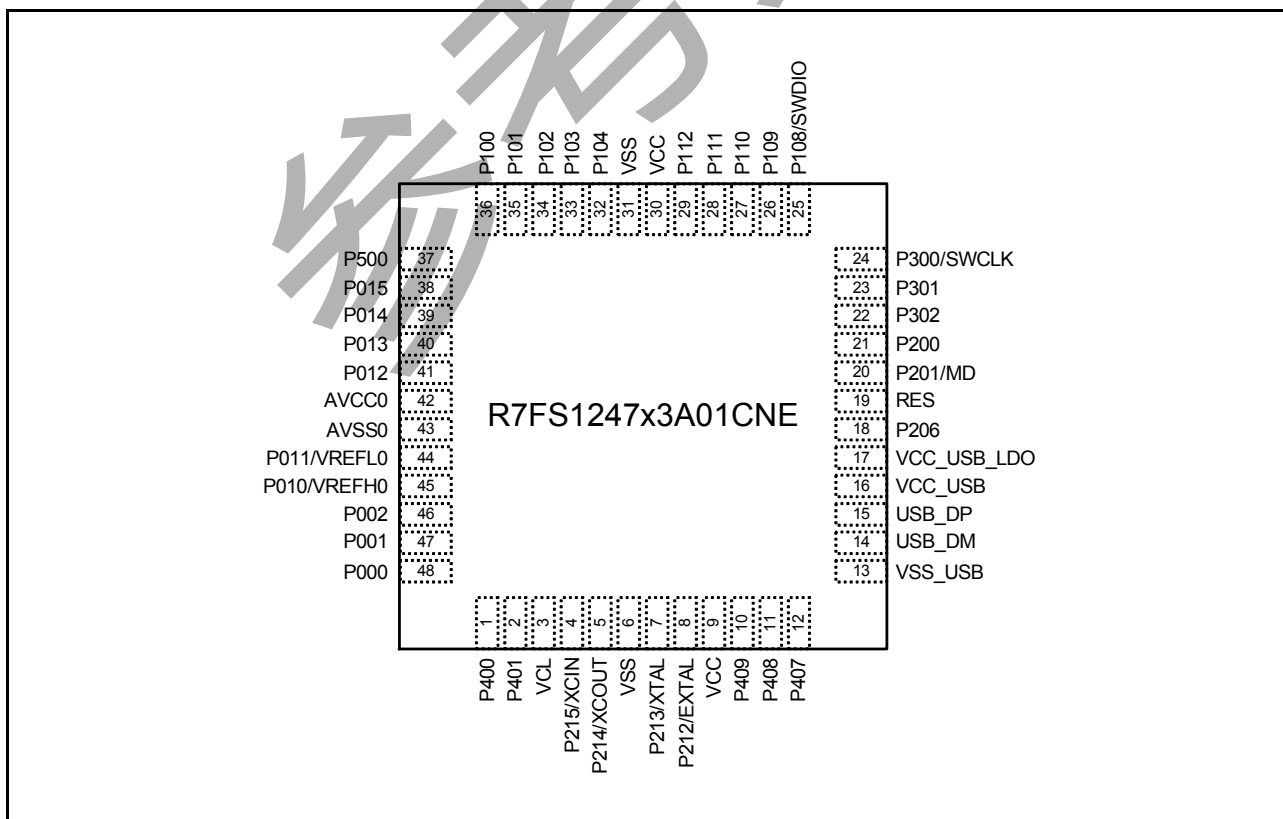 P100
P101
P102
P103
P104
VSS
VCC
P112
P111
P110
P109
P108/SWDIO
36
35
34
33
32
31
30
29
28
27
26
25
P500 37
P015 38
P014 39
P013 40
P012 41
AVCC0 42
AVSS0 43
P011/VREFL0 44
P010/VREFH0 45
P002 46
P001 47
P000 48
R7FS1247x3A01CNE
24 P300/SWCLK
23 P301
22 P302
21 P200
20 P201/MD
19 RES
18 P206
17 VCC_USB_LDO
16 VCC_USB
15 USB_DP
14 USB_DM
13 VSS_USB
1
2
3
4
5
6
7
8
9
10
11
12
P400
P401
VCL
P215/XCIN
P214/XCOUT
VSS
P213/XTAL
P212/EXTAL
VCC
P409
P408
P407